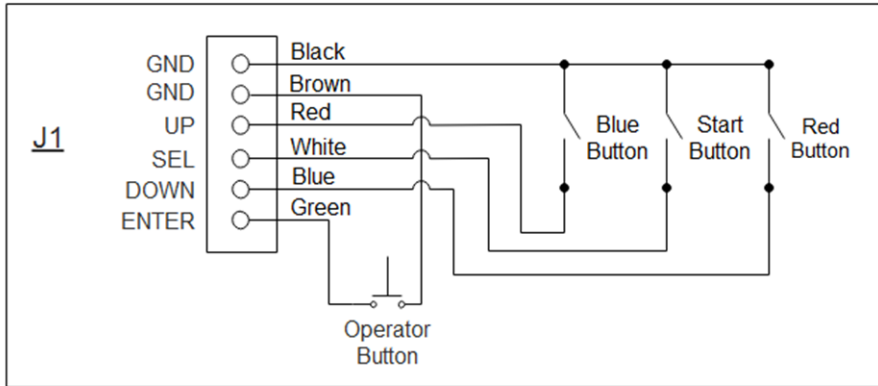 J1
GND
GND
UP
SEL
DOWN
ENTER
Black
Brown
Red
White
Blue
Green
Blue
Button
Start
Button
Red
Button
Operator
Button